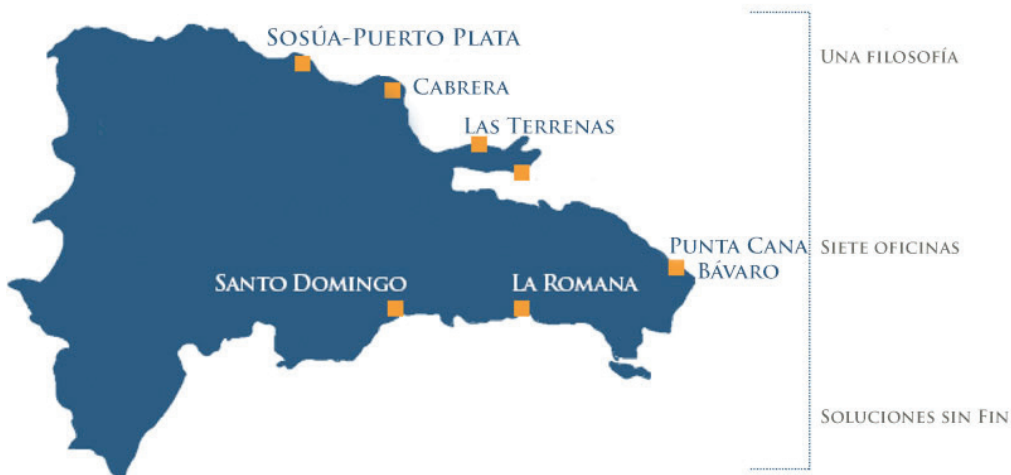 Sosúa-Puerto Plata
Cabrera
Las Terrenas
Punta Cana
Bávaro
Santo Domingo
La Romana
Una filosofía
Siete oficinas
Soluciones sin Fin